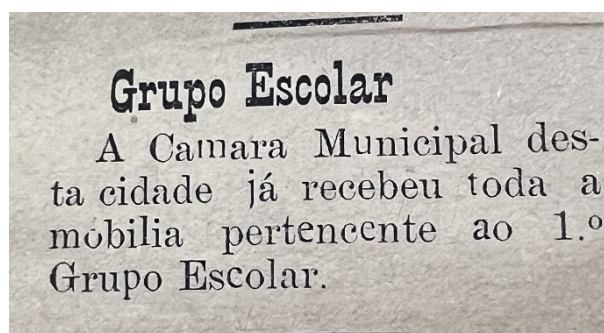 Grupo Escolar
A Camara Municipal des-
ta cidade já recebeu toda a
mobilia pertencente ao 1.º
Grupo Escolar.